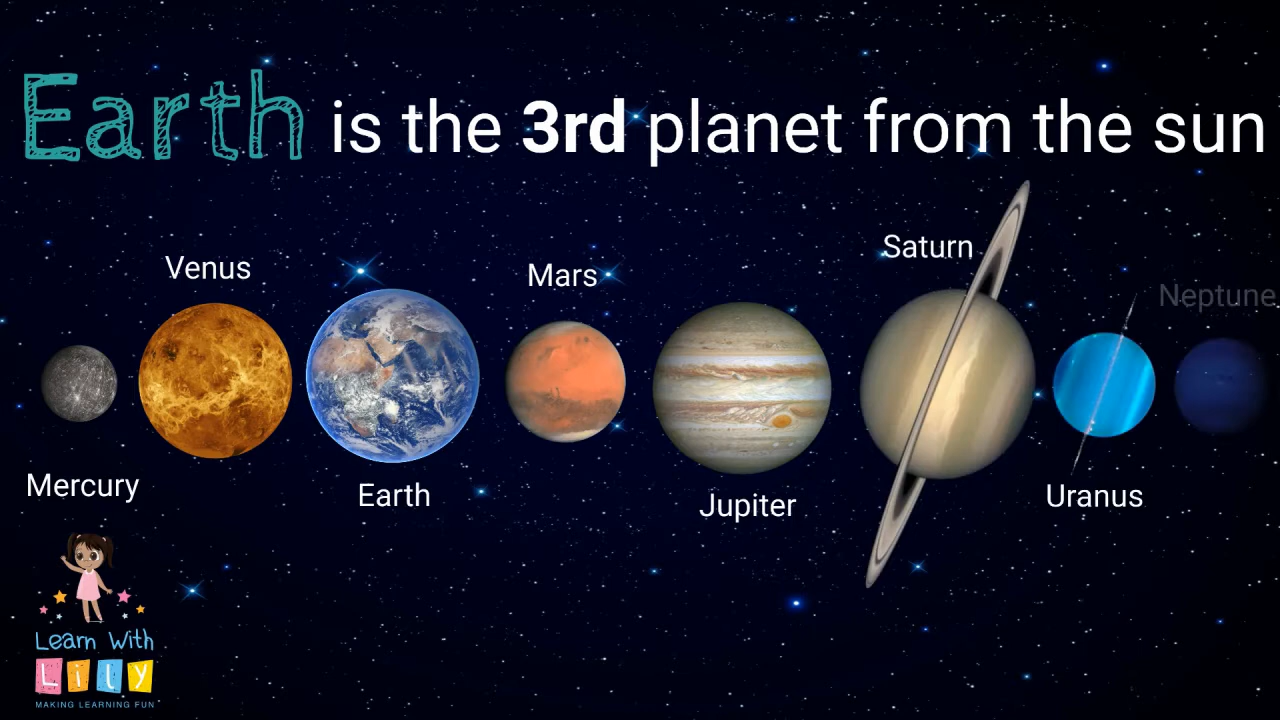 Earth is the 3rd planet from the sun
Venus
Mars
Saturn
Neptune
Mercury
Earth
Jupiter
Uranus
Learn With
Lily
MAKING LEARNING FUN